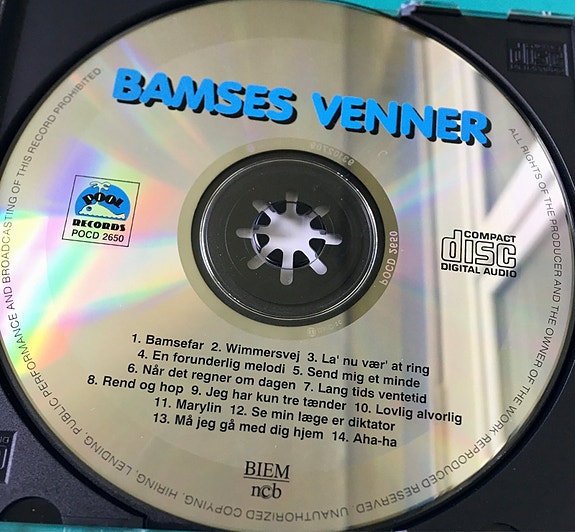 BAMSES VENNER
POOL
RECORDS
POCD 2650
COMPACT
disc
DIGITAL AUDIO
1. Bamsefar 2. Wimmersvej 3. La' nu vær' at ring
4. En forunderlig melodi 5. Send mig et minde
6. Når det regner om dagen 7. Lang tids ventetid
8. Rend og hop 9. Jeg har kun tre tænder 10. Lovlig alvorlig
11. Marylin 12. Se min læge er diktator
13. Må jeg gå med dig hjem 14. Aha-ha
BIEM
ncb
ALL RIGHTS OF THE PRODUCER AND THE OWNER OF THE WORK REPRODUCED RESERVED. UNAUTHORIZED COPYING, HIRING, LENDING, PUBLIC PERFORMANCE AND BROADCASTING OF THIS RECORD PROHIBITED
POCD 2650